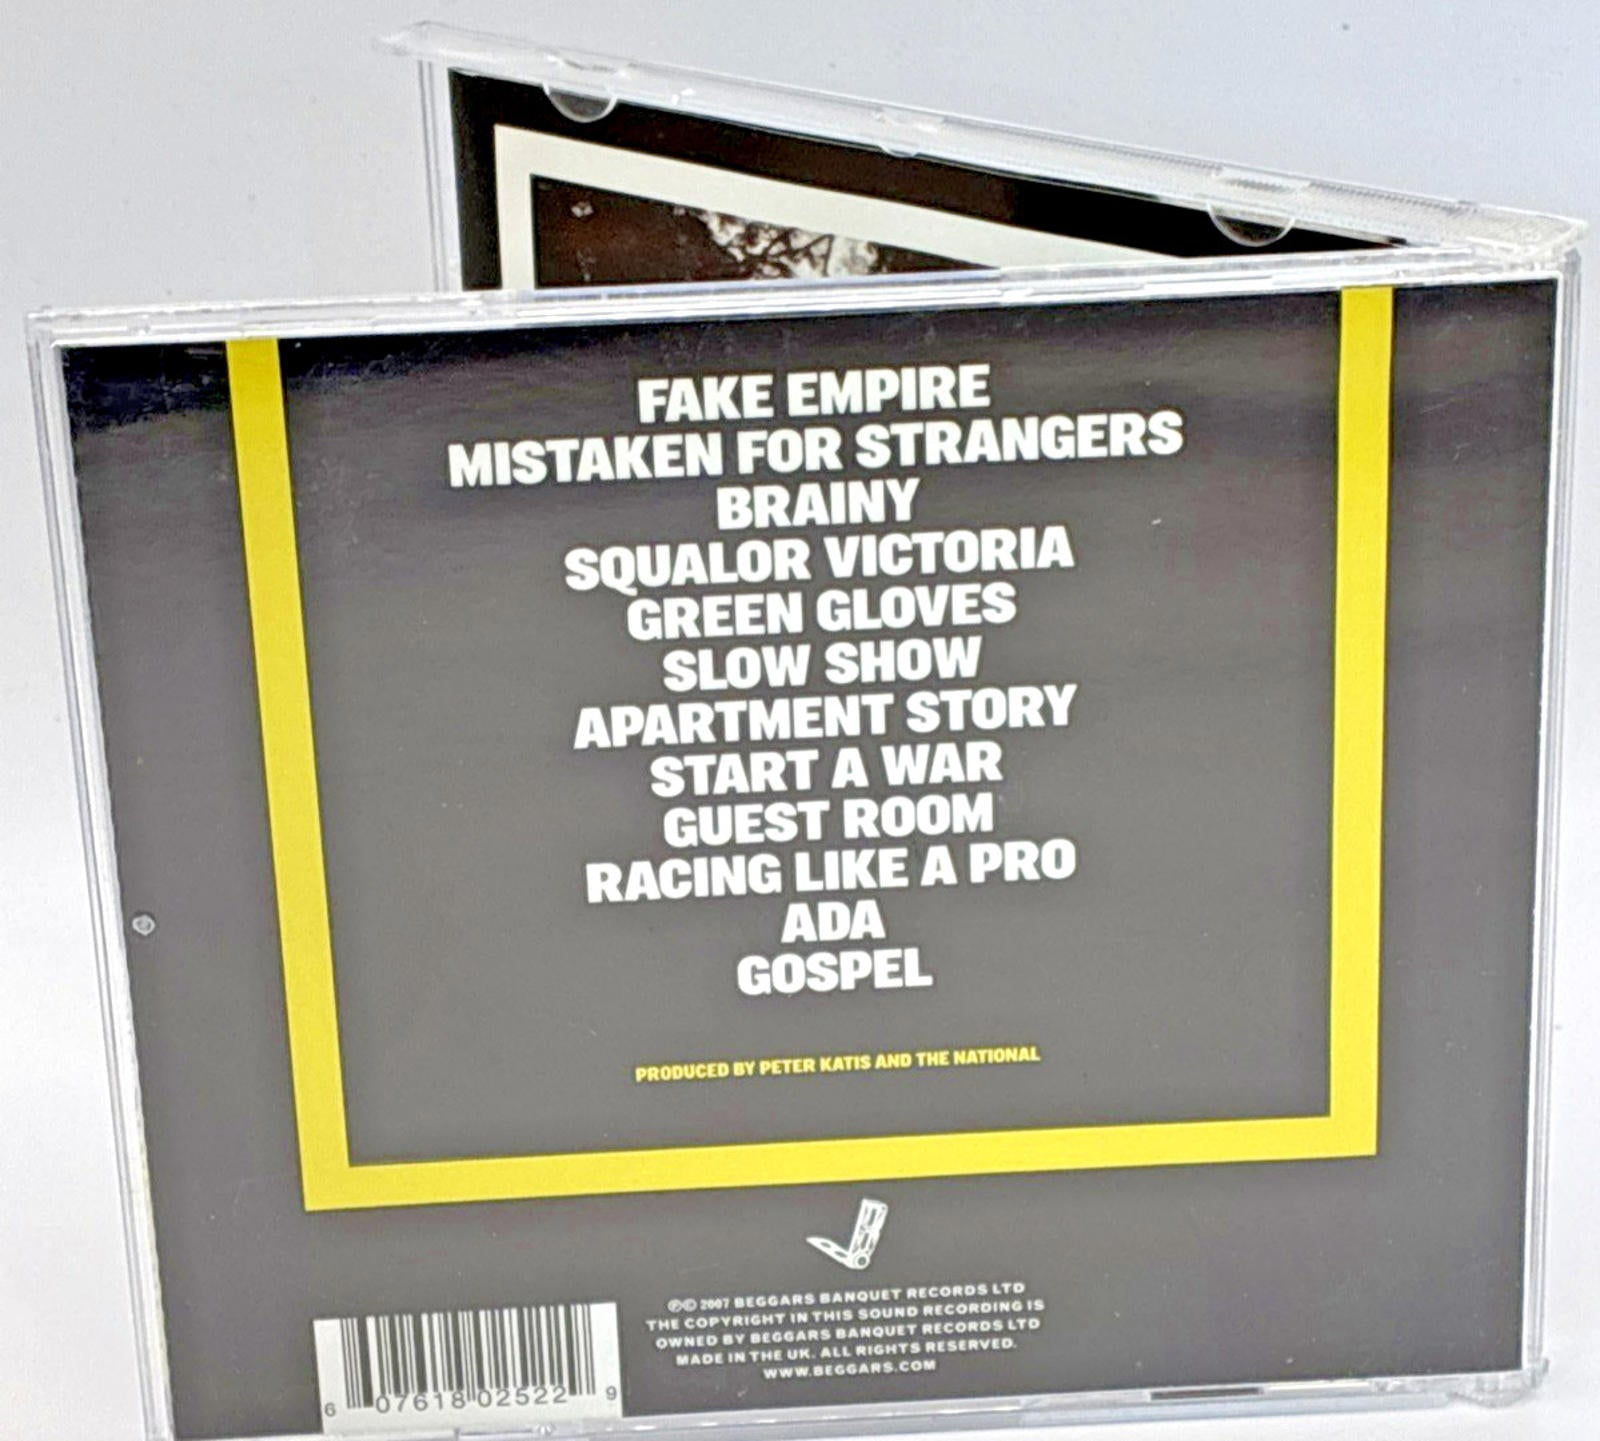 FAKE EMPIRE
MISTAKEN FOR STRANGERS
BRAINY
SQUALOR VICTORIA
GREEN GLOVES
SLOW SHOW
APARTMENT STORY
START A WAR
GUEST ROOM
RACING LIKE A PRO
ADA
GOSPEL
PRODUCED BY PETER KATIS AND THE NATIONAL
℗© 2007 BEGGARS BANQUET RECORDS LTD
THE COPYRIGHT IN THIS SOUND RECORDING IS
OWNED BY BEGGARS BANQUET RECORDS LTD
MADE IN THE UK. ALL RIGHTS RESERVED.
WWW.BEGGARS.COM
6 07618 02522 9